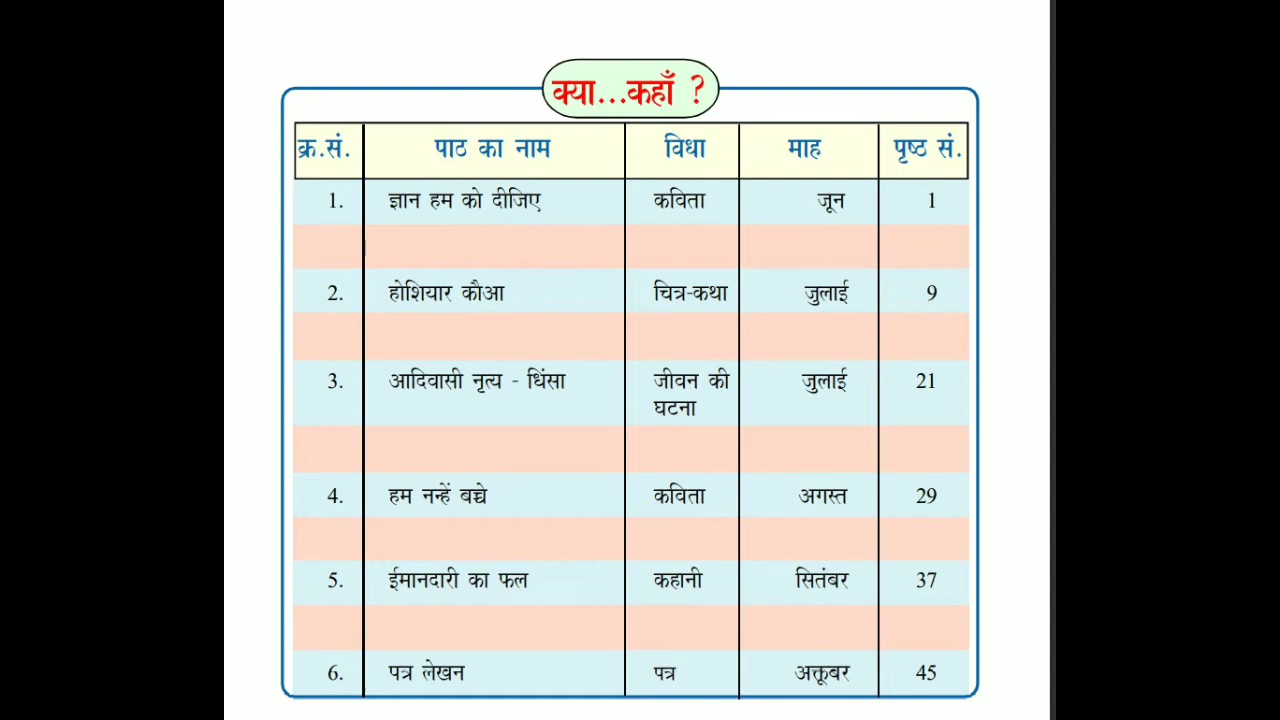 क्या...कहाँ ?
क्र.सं. पाठ का नाम विधा माह पृष्ठ सं.
1. ज्ञान हम को दीजिए कविता जून 1
2. होशियार कौआ चित्र-कथा जुलाई 9
3. आदिवासी नृत्य - धिंसा जीवन की जुलाई 21
घटना
4. हम नन्हें बच्चे कविता अगस्त 29
5. ईमानदारी का फल कहानी सितंबर 37
6. पत्र लेखन पत्र अक्तूबर 45